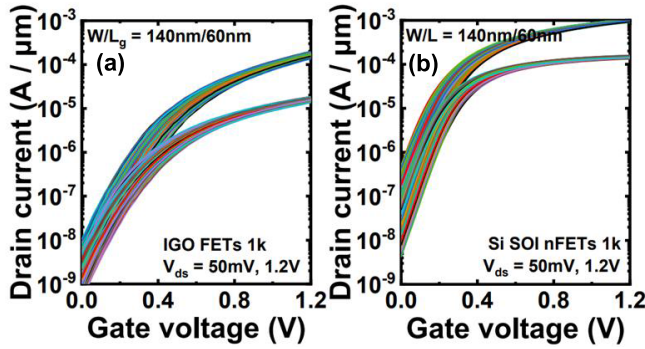 Drain current (A / µm)
10⁻³
10⁻⁴
10⁻⁵
10⁻⁶
10⁻⁷
10⁻⁸
10⁻⁹
W/Lg = 140nm/60nm
(a)
IGO FETs 1k
Vds = 50mV, 1.2V
0.0 0.4 0.8 1.2
Gate voltage (V)
Drain current (A / µm)
10⁻³
10⁻⁴
10⁻⁵
10⁻⁶
10⁻⁷
10⁻⁸
10⁻⁹
W/L = 140nm/60nm
(b)
Si SOI nFETs 1k
Vds = 50mV, 1.2V
0.0 0.4 0.8 1.2
Gate voltage (V)